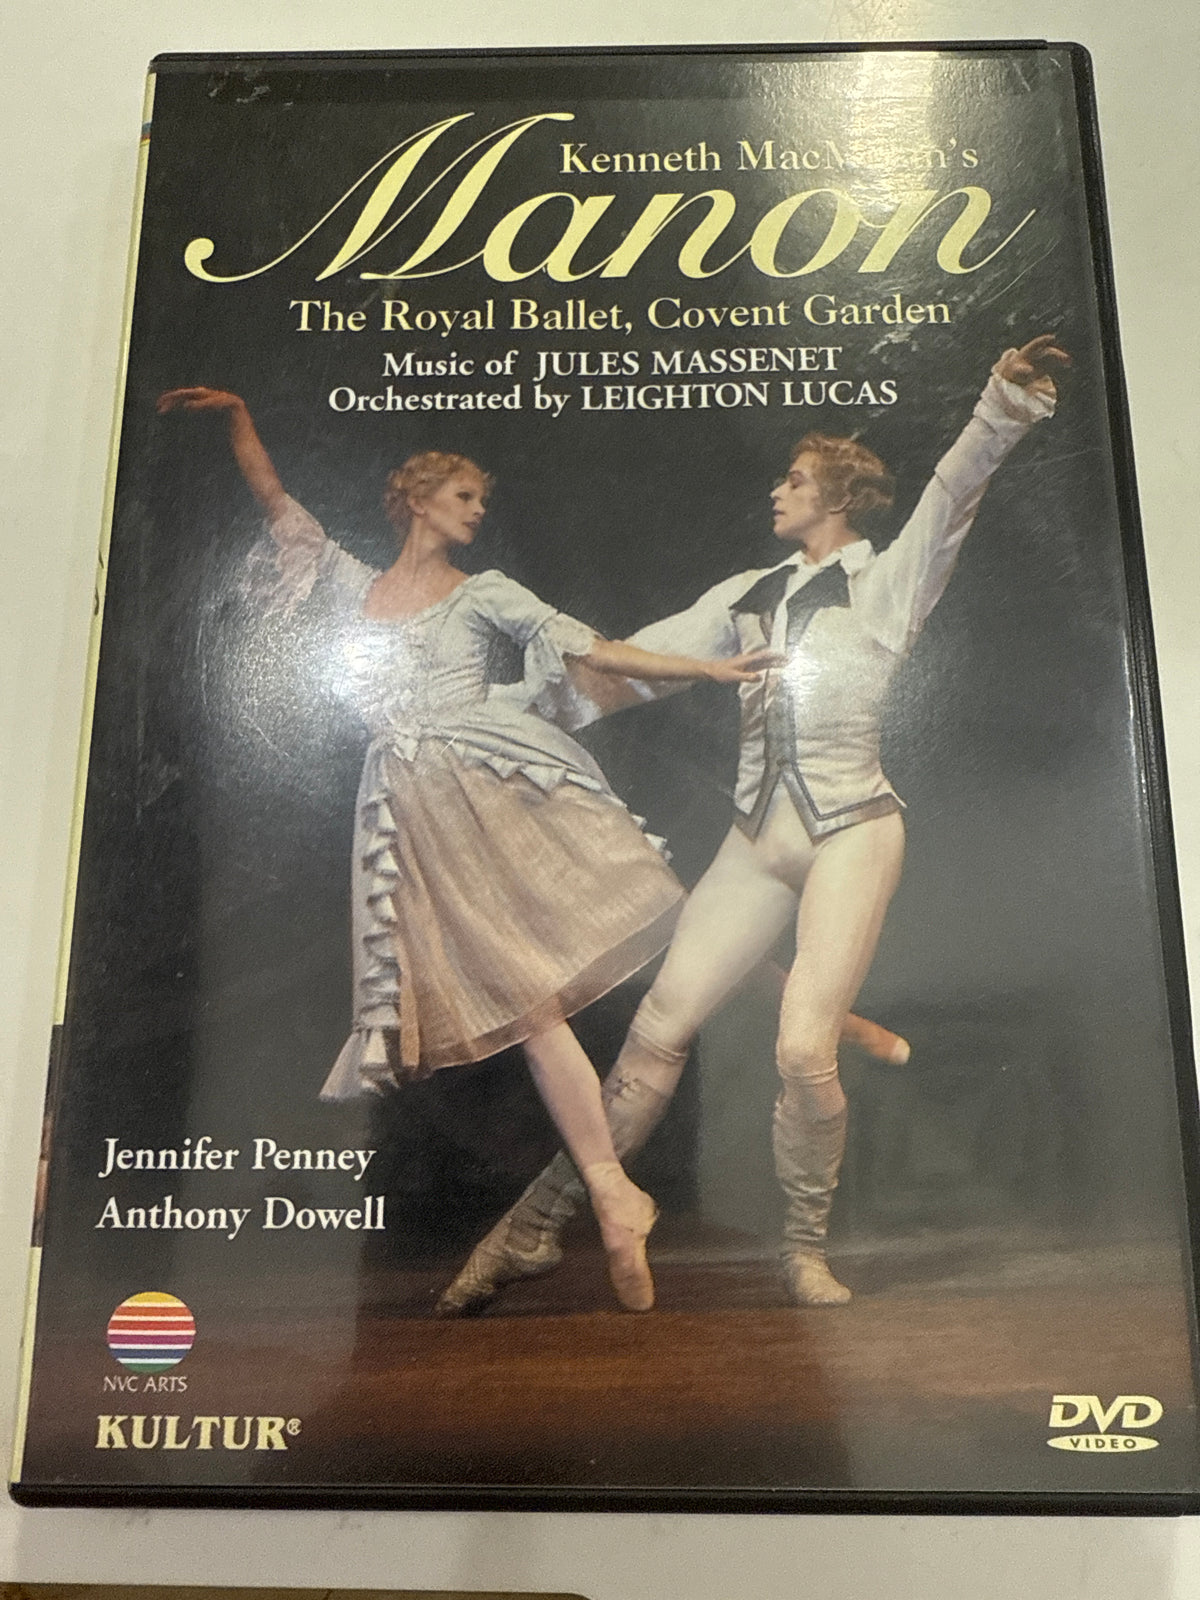 Kenneth MacMillan's
Manon
The Royal Ballet, Covent Garden
Music of JULES MASSENET
Orchestrated by LEIGHTON LUCAS
Jennifer Penney
Anthony Dowell
NVC ARTS
KULTUR®
DVD
VIDEO